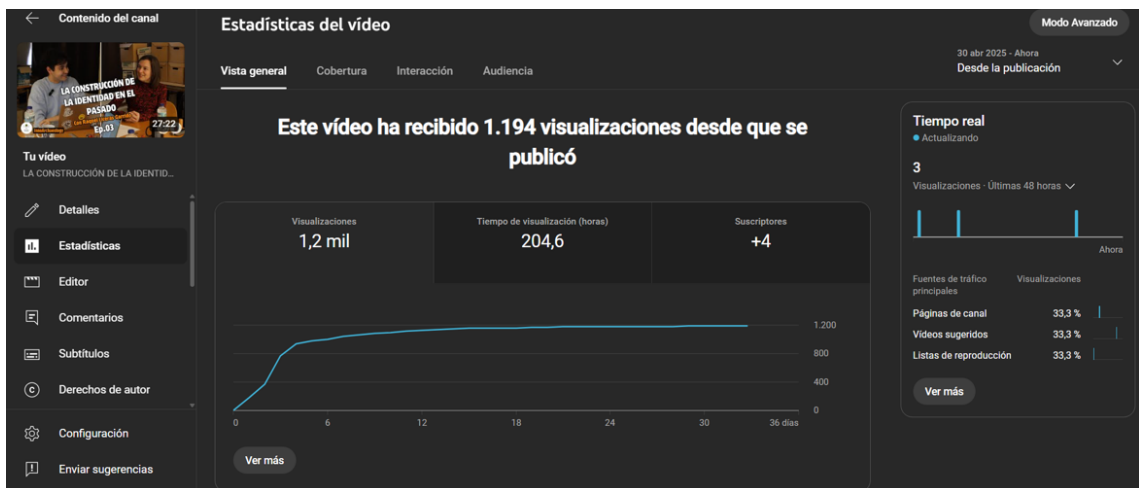 Contenido del canal
LA CONSTRUCCIÓN DE
LA IDENTIDAD EN EL
PASADO
Ep.03
27:22
Tu vídeo
LA CONSTRUCCIÓN DE LA IDENTID...
Detalles
Estadísticas
Editor
Comentarios
Subtítulos
Derechos de autor
Configuración
Enviar sugerencias
Estadísticas del vídeo
Modo Avanzado
Vista general
Cobertura
Interacción
Audiencia
30 abr 2025 - Ahora
Desde la publicación
Este vídeo ha recibido 1.194 visualizaciones desde que se
publicó
Visualizaciones
1,2 mil
Tiempo de visualización (horas)
204,6
Suscriptores
+4
1.200
800
400
0
0 6 12 18 24 30 36 días
Ver más
Tiempo real
Actualizando
3
Visualizaciones · Últimas 48 horas
Ahora
Fuentes de tráfico
principales
Visualizaciones
Páginas de canal 33,3 %
Vídeos sugeridos 33,3 %
Listas de reproducción 33,3 %
Ver más